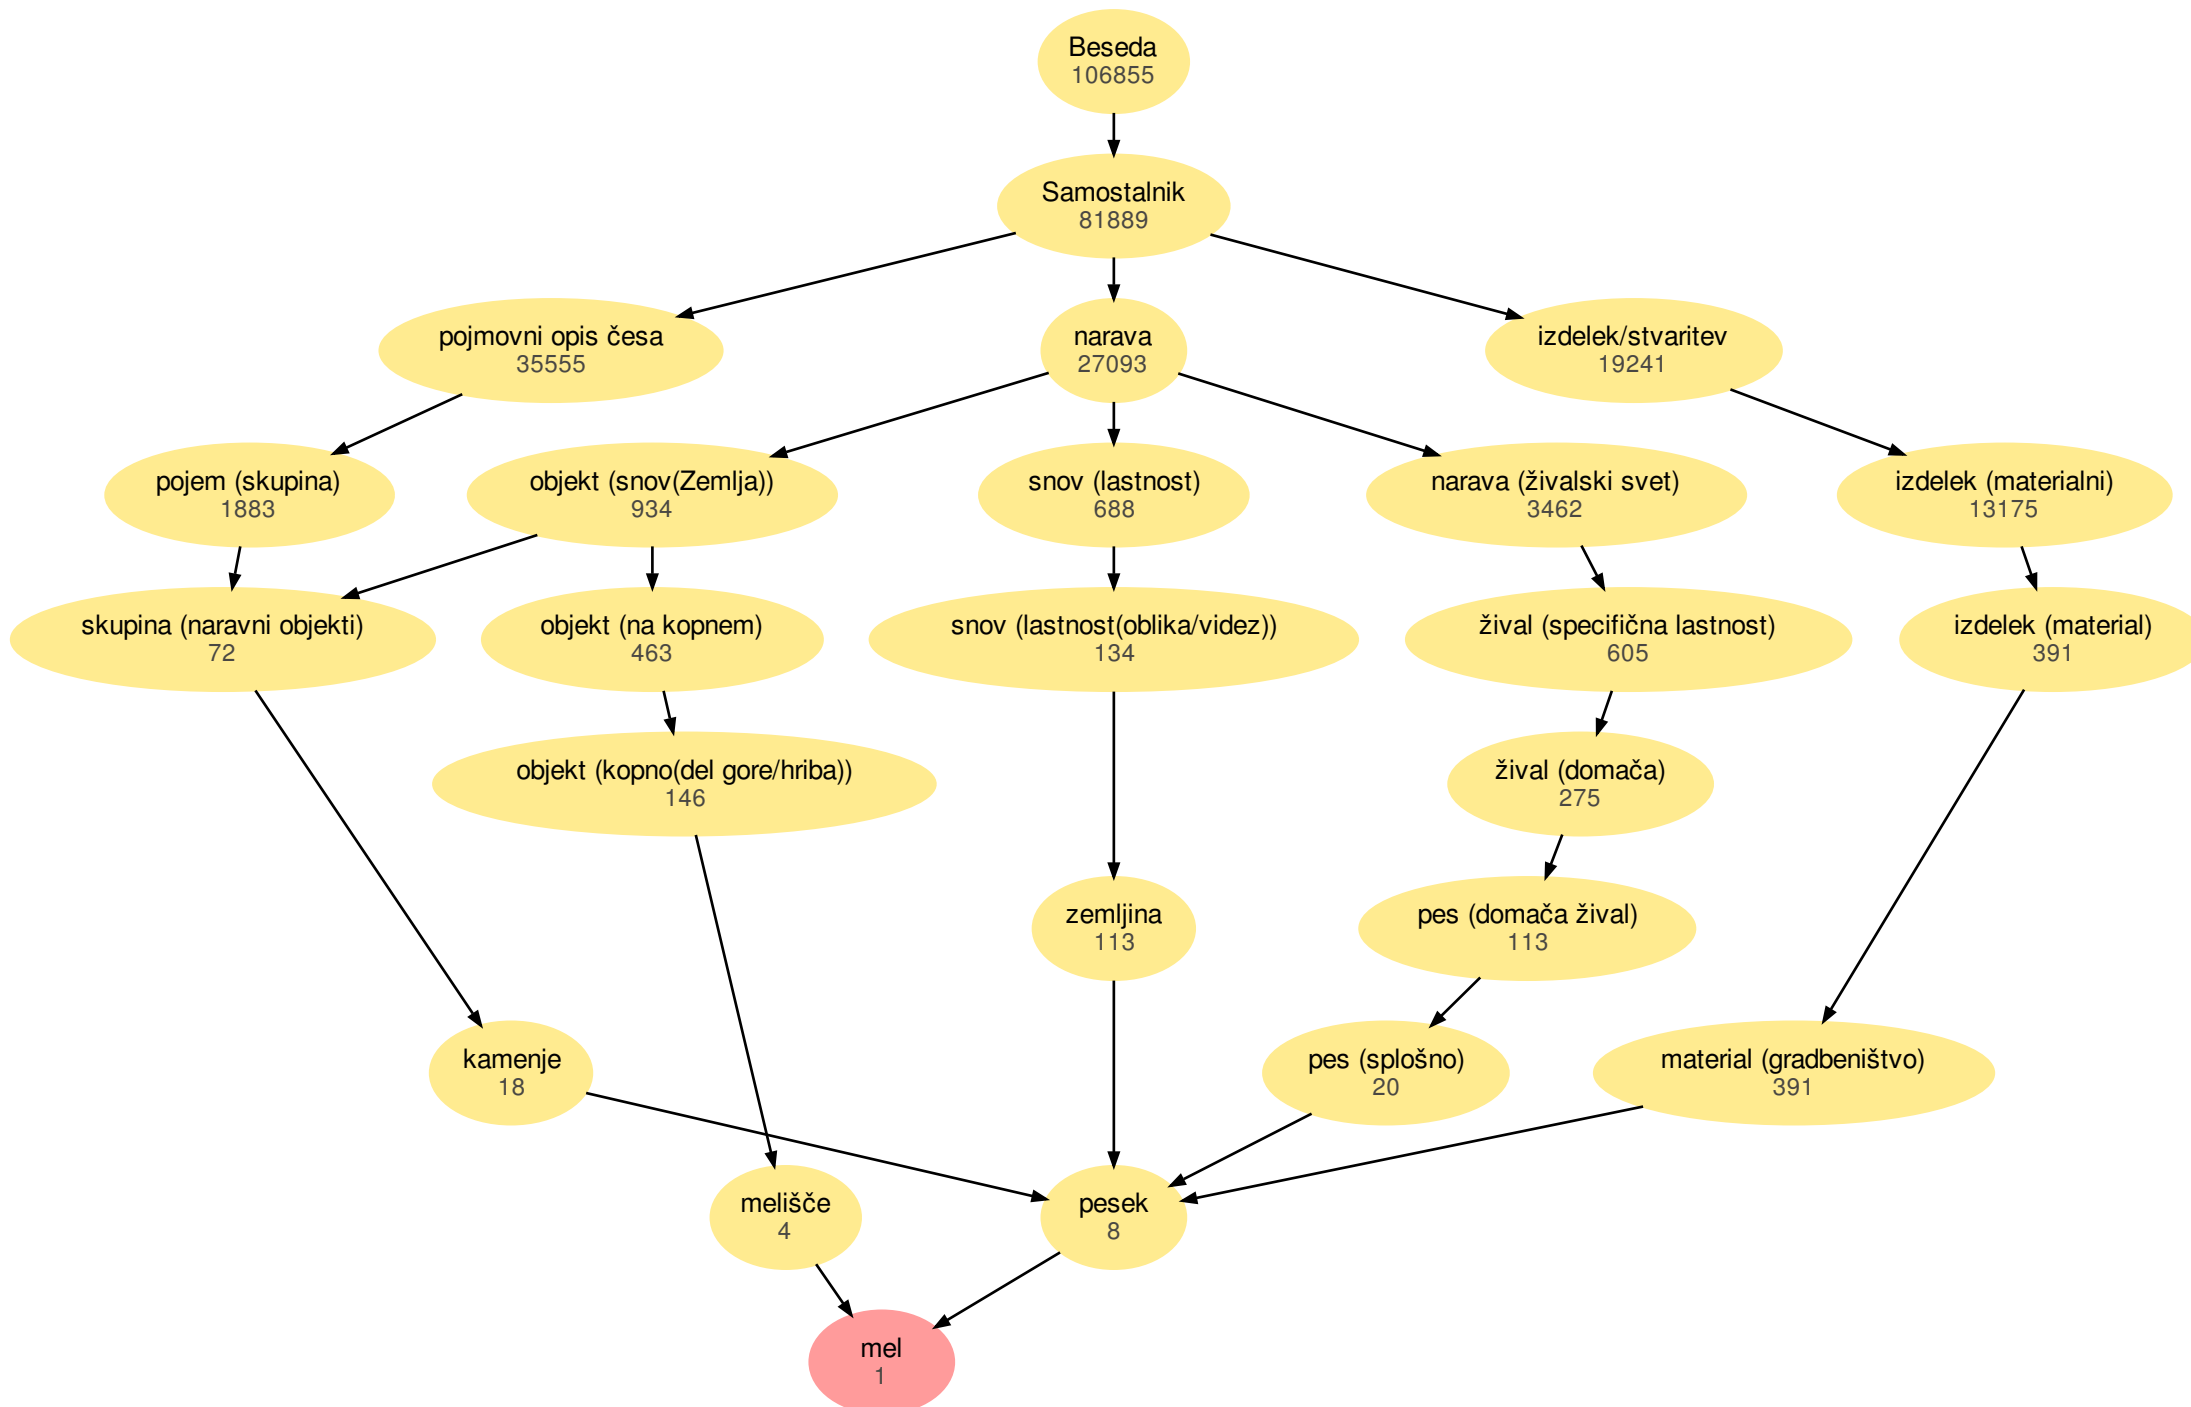 Beseda
106855
Samostalnik
81889
pojmovni opis česa
35555
narava
27093
izdelek/stvaritev
19241
pojem (skupina)
1883
objekt (snov(Zemlja))
934
snov (lastnost)
688
narava (živalski svet)
3462
izdelek (materialni)
13175
skupina (naravni objekti)
72
objekt (na kopnem)
463
snov (lastnost(oblika/videz))
134
žival (specifična lastnost)
605
izdelek (material)
391
objekt (kopno(del gore/hriba))
146
žival (domača)
275
zemljina
113
pes (domača žival)
113
kamenje
18
pes (splošno)
20
material (gradbeništvo)
391
melišče
4
pesek
8
mel
1